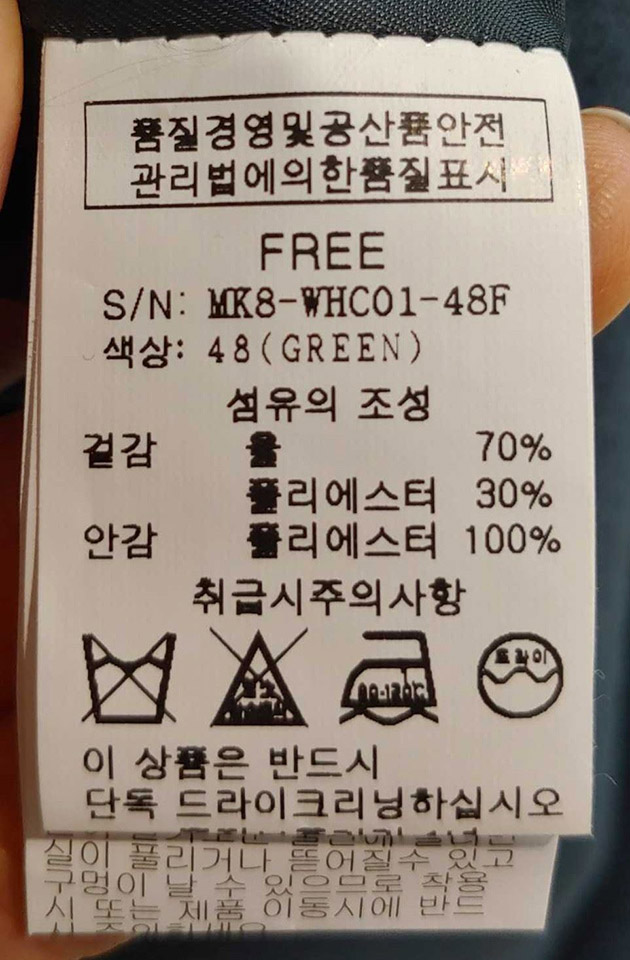 품질경영및공산품안전
관리법에의한품질표시
FREE
S/N: MK8-WHC01-48F
색상: 48(GREEN)
섬유의 조성
겉감 울 70%
폴리에스터 30%
안감 폴리에스터 100%
취급시주의사항
80-120℃
드라이
이 상품은 반드시
단독 드라이크리닝하십시오
실이 풀리거나 뜯어질수 있고
구멍이 날 수 있으므로 착용
시 또는 제품 이동시에 반드